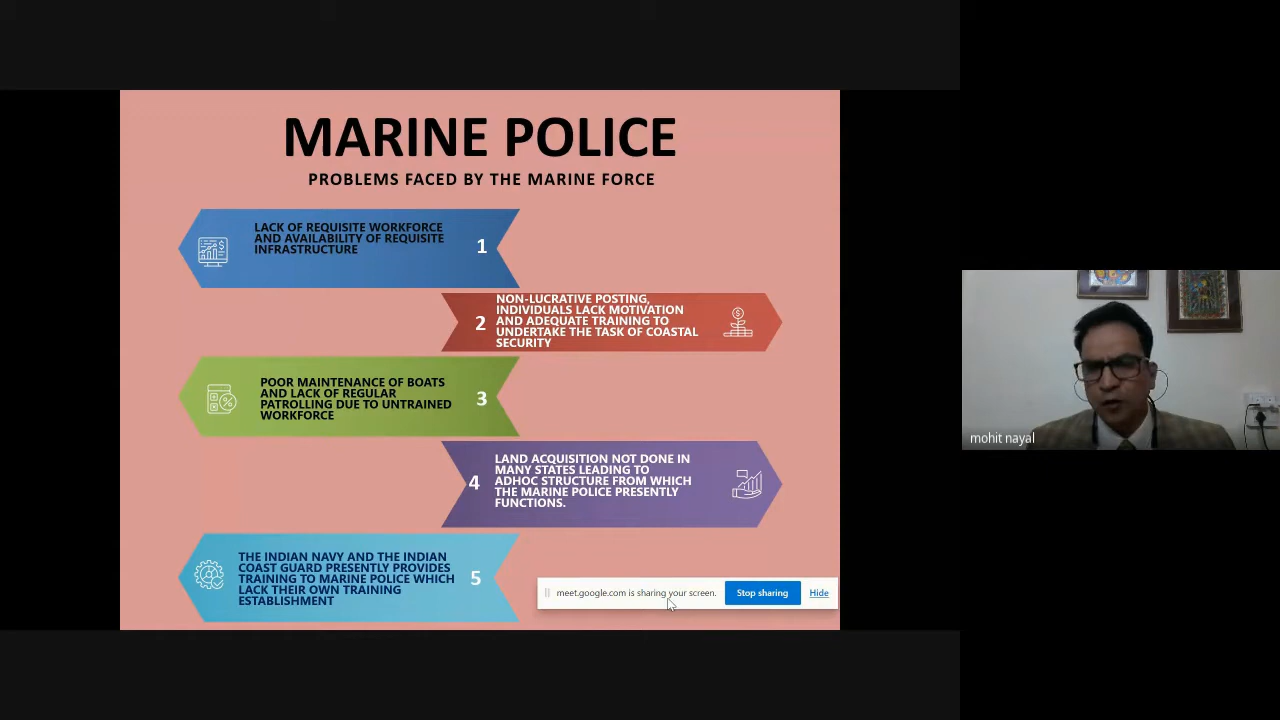 MARINE POLICE
PROBLEMS FACED BY THE MARINE FORCE
LACK OF REQUISITE WORKFORCE
AND AVAILABILITY OF REQUISITE
INFRASTRUCTURE
1
2
NON-LUCRATIVE POSTING,
INDIVIDUALS LACK MOTIVATION
AND ADEQUATE TRAINING TO
UNDERTAKE THE TASK OF COASTAL
SECURITY
POOR MAINTENANCE OF BOATS
AND LACK OF REGULAR
PATROLLING DUE TO UNTRAINED
WORKFORCE
3
4
LAND ACQUISITION NOT DONE IN
MANY STATES LEADING TO
ADHOC STRUCTURE FROM WHICH
THE MARINE POLICE PRESENTLY
FUNCTIONS.
THE INDIAN NAVY AND THE INDIAN
COAST GUARD PRESENTLY PROVIDES
TRAINING TO MARINE POLICE WHICH
LACK THEIR OWN TRAINING
ESTABLISHMENT
5
meet.google.com is sharing your screen.
Stop sharing
Hide
mohit nayal